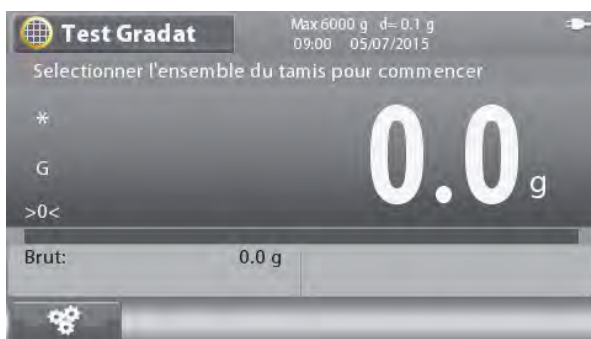 Test Gradat
Max 6000 g d= 0.1 g
09:00 05/07/2015
Selectionner l'ensemble du tamis pour commencer
*
G
>0<
0.0 g
Brut: 0.0 g